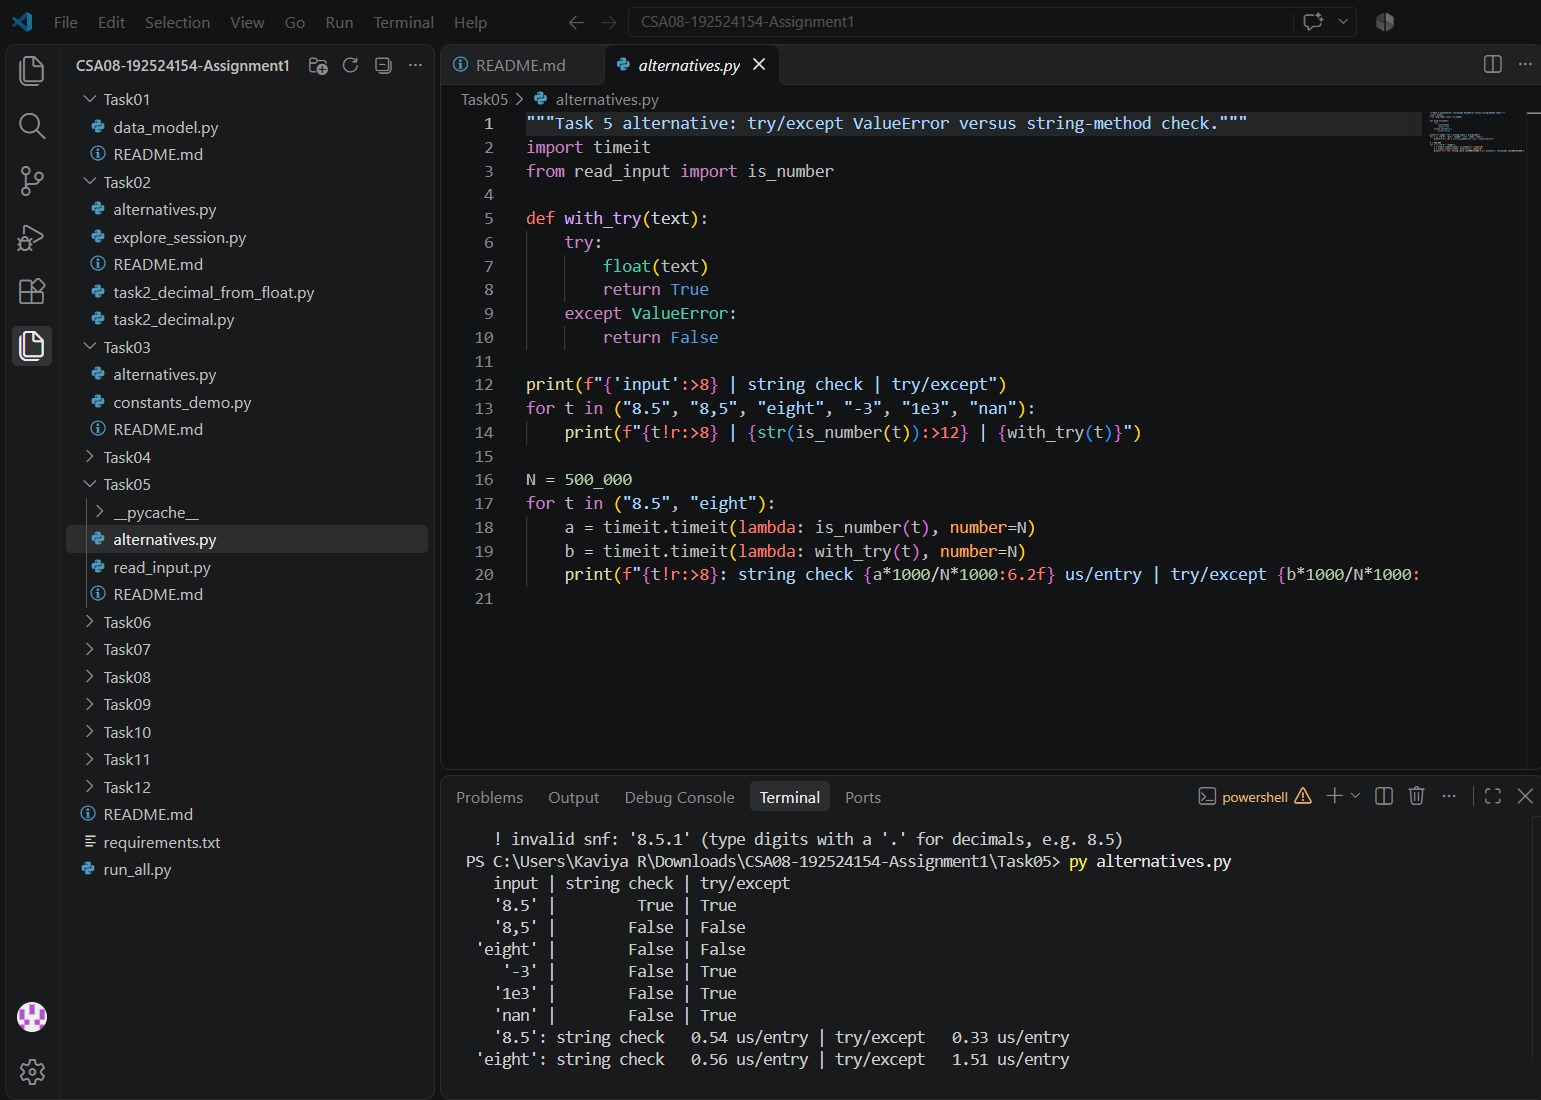 File Edit Selection View Go Run Terminal Help
CSA08-192524154-Assignment1
CSA08-192524154-Assignment1
Task01
data_model.py
README.md
Task02
alternatives.py
explore_session.py
README.md
task2_decimal_from_float.py
task2_decimal.py
Task03
alternatives.py
constants_demo.py
README.md
Task04
Task05
__pycache__
alternatives.py
read_input.py
README.md
Task06
Task07
Task08
Task09
Task10
Task11
Task12
README.md
requirements.txt
run_all.py
README.md
alternatives.py
Task05 > alternatives.py
1 """Task 5 alternative: try/except ValueError versus string-method check."""
2 import timeit
3 from read_input import is_number
4
5 def with_try(text):
6     try:
7         float(text)
8         return True
9     except ValueError:
10         return False
11
12 print(f"{'input':>8} | string check | try/except")
13 for t in ("8.5", "8,5", "eight", "-3", "1e3", "nan"):
14     print(f"{t!r:>8} | {str(is_number(t)):>12} | {with_try(t)}")
15
16 N = 500_000
17 for t in ("8.5", "eight"):
18     a = timeit.timeit(lambda: is_number(t), number=N)
19     b = timeit.timeit(lambda: with_try(t), number=N)
20     print(f"{t!r:>8}: string check {a*1000/N*1000:6.2f} us/entry | try/except {b*1000/N*1000:
21
Problems Output Debug Console Terminal Ports
powershell
! invalid snf: '8.5.1' (type digits with a '.' for decimals, e.g. 8.5)
PS C:\Users\Kaviya R\Downloads\CSA08-192524154-Assignment1\Task05> py alternatives.py
   input | string check | try/except
   '8.5' |         True | True
   '8,5' |        False | False
 'eight' |        False | False
    '-3' |        False | True
   '1e3' |        False | True
   'nan' |        False | True
   '8.5': string check   0.54 us/entry | try/except   0.33 us/entry
 'eight': string check   0.56 us/entry | try/except   1.51 us/entry